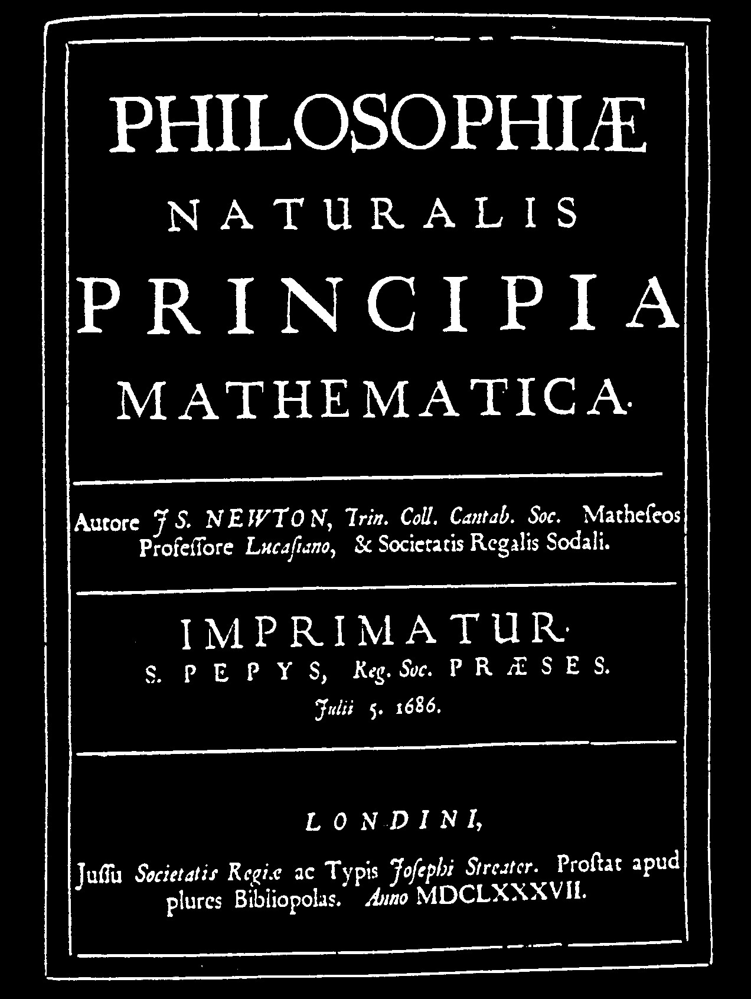 PHILOSOPHIÆ
NATURALIS
PRINCIPIA
MATHEMATICA.
Autore JS. NEWTON, Trin. Coll. Cantab. Soc. Matheſeos
Profeſſore Lucaſiano, & Societatis Regalis Sodali.
IMPRIMATUR.
S. PEPYS, Reg. Soc. PRÆSES.
Julii 5. 1686.
LONDINI,
Juſſu Societatis Regiæ ac Typis Joſephi Streater. Proſtat apud
plures Bibliopolas. Anno MDCLXXXVII.